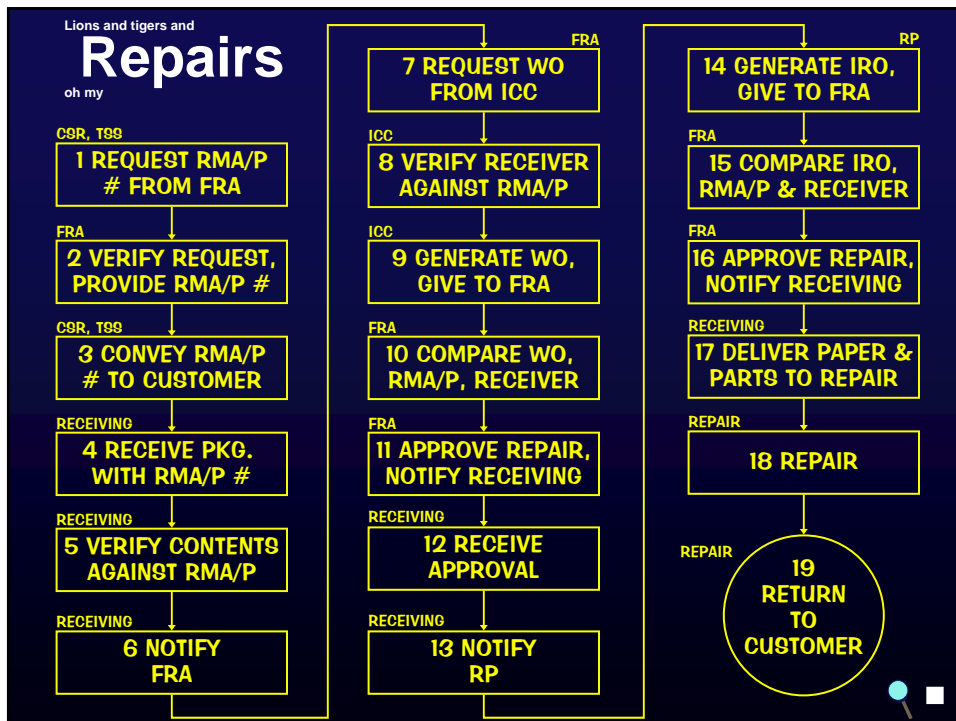 Lions and tigers and
Repairs
oh my
CSR, TSS
1 REQUEST RMA/P
# FROM FRA
FRA
2 VERIFY REQUEST,
PROVIDE RMA/P #
CSR, TSS
3 CONVEY RMA/P
# TO CUSTOMER
RECEIVING
4 RECEIVE PKG.
WITH RMA/P #
RECEIVING
5 VERIFY CONTENTS
AGAINST RMA/P
RECEIVING
6 NOTIFY
FRA
FRA
7 REQUEST WO
FROM ICC
ICC
8 VERIFY RECEIVER
AGAINST RMA/P
ICC
9 GENERATE WO,
GIVE TO FRA
FRA
10 COMPARE WO,
RMA/P, RECEIVER
FRA
11 APPROVE REPAIR,
NOTIFY RECEIVING
RECEIVING
12 RECEIVE
APPROVAL
RECEIVING
13 NOTIFY
RP
RP
14 GENERATE IRO,
GIVE TO FRA
FRA
15 COMPARE IRO,
RMA/P & RECEIVER
FRA
16 APPROVE REPAIR,
NOTIFY RECEIVING
RECEIVING
17 DELIVER PAPER &
PARTS TO REPAIR
REPAIR
18 REPAIR
REPAIR
19
RETURN
TO
CUSTOMER